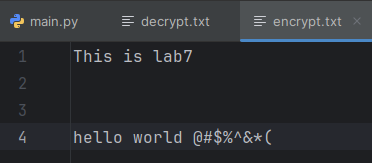 main.py decrypt.txt encrypt.txt
1 This is lab7
2
3
4 hello world @#$%^&*(